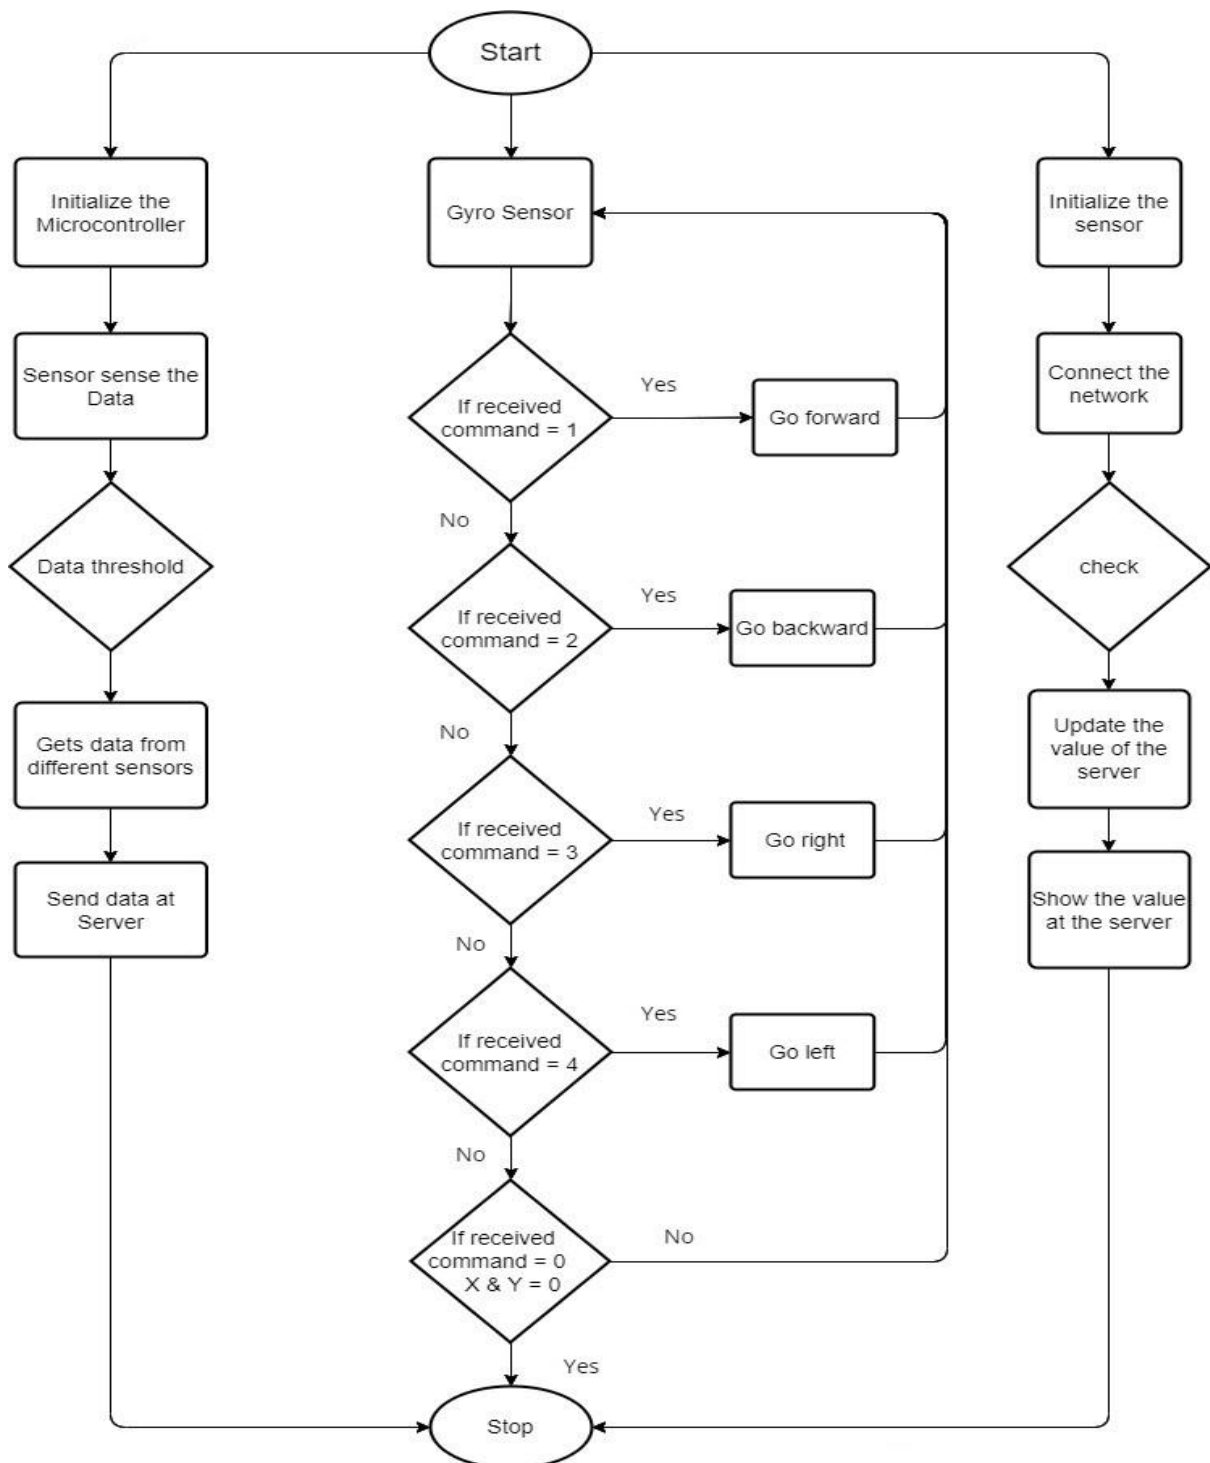 Start
Initialize the
Microcontroller
Gyro Sensor
Initialize the
sensor
Sensor sense the
Data
If received
command = 1
Yes
Go forward
Connect the
network
No
Data threshold
If received
command = 2
Yes
Go backward
check
No
Gets data from
different sensors
If received
command = 3
Yes
Go right
Update the
value of the
server
No
Send data at
Server
Show the value
at the server
If received
command = 4
Yes
Go left
No
If received
command = 0
X & Y = 0
No
Yes
Stop